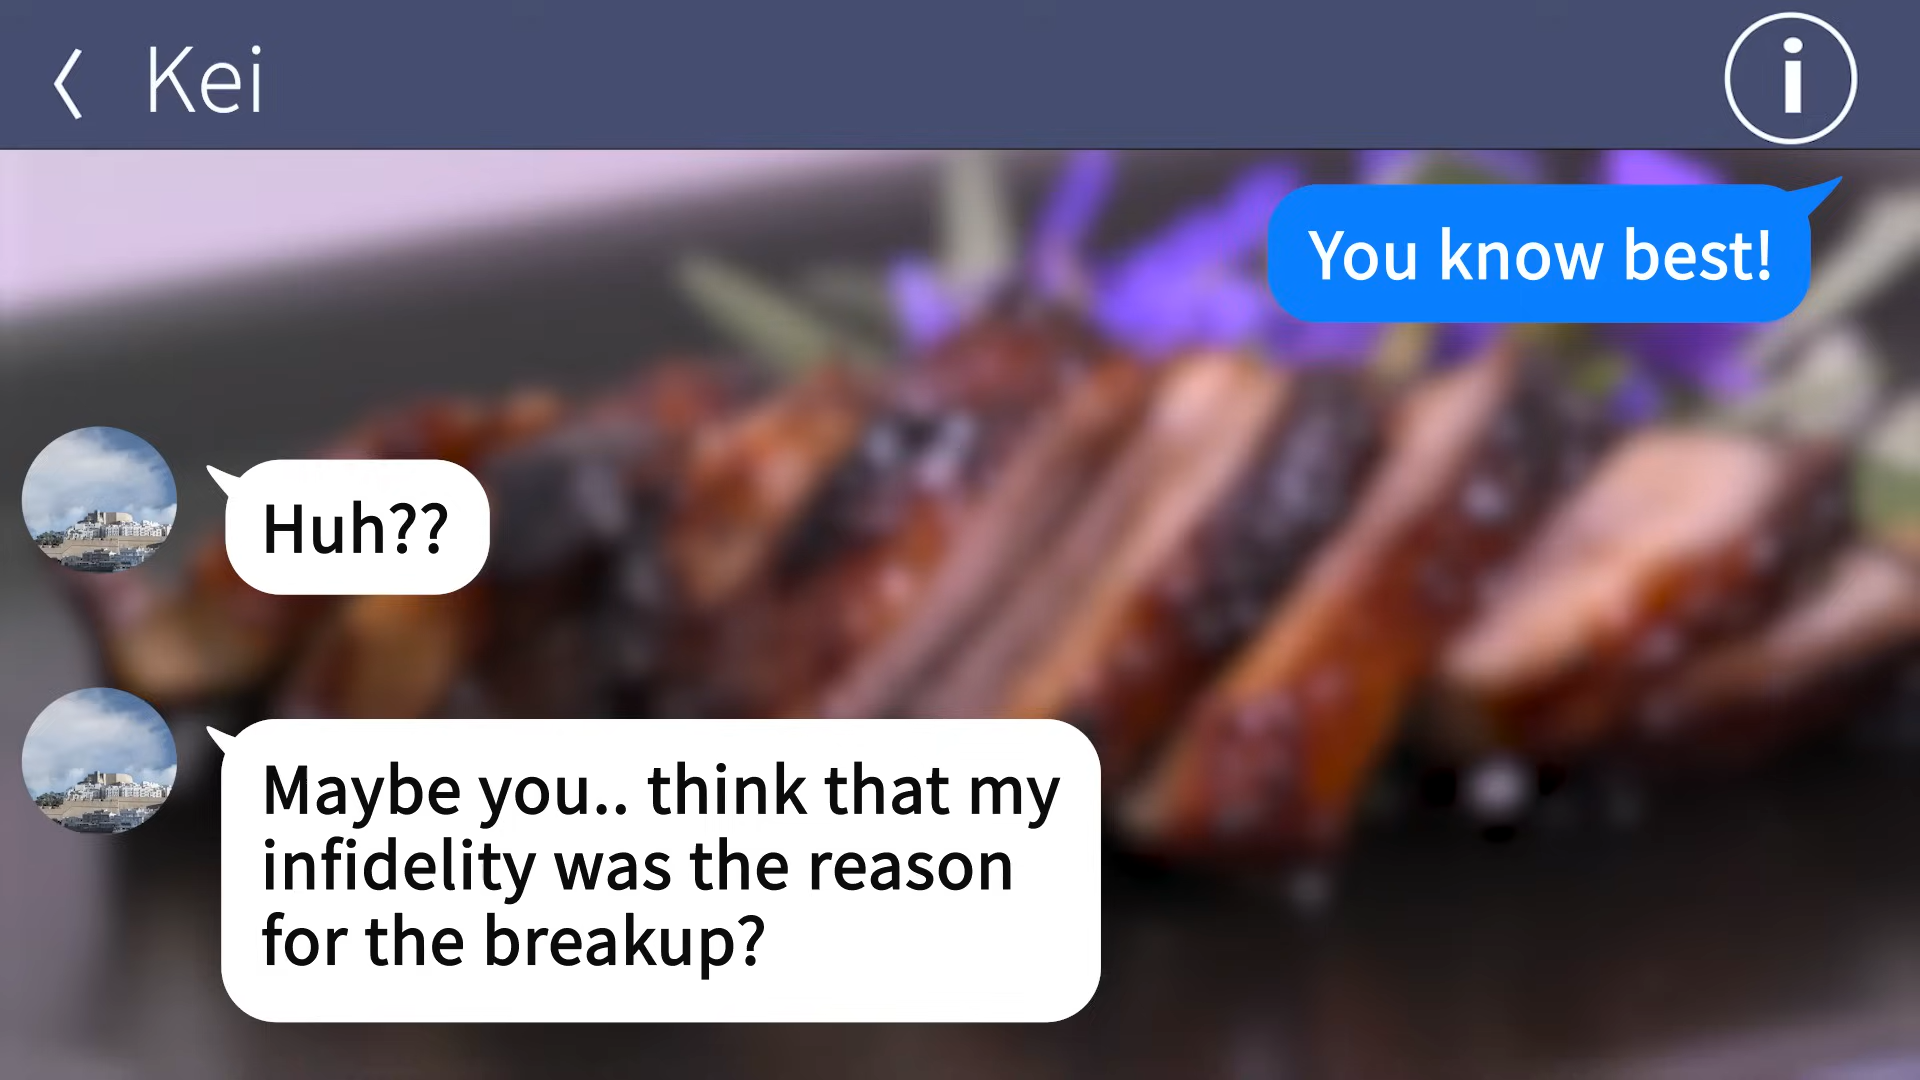 Kei
You know best!
Huh??
Maybe you.. think that my
infidelity was the reason
for the breakup?